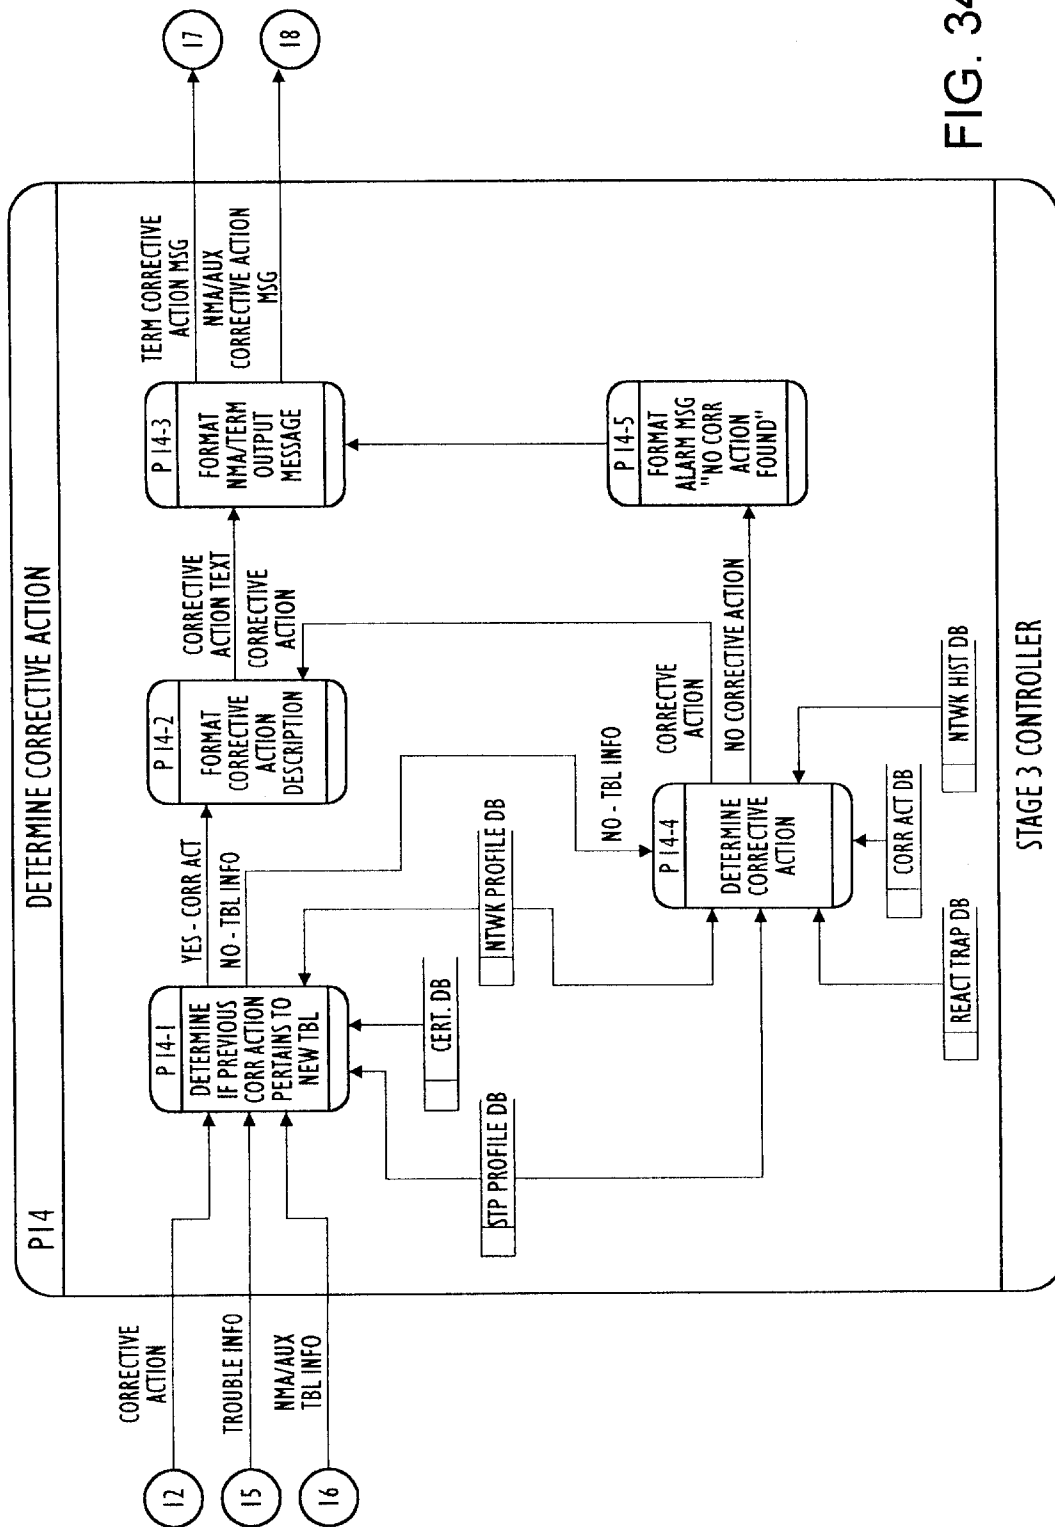 P14
DETERMINE CORRECTIVE ACTION
12
CORRECTIVE
ACTION
15
TROUBLE INFO
16
NMA/AUX
TBL INFO
P 14-1
DETERMINE
IF PREVIOUS
CORR ACTION
PERTAINS TO
NEW TBL
YES - CORR ACT
NO - TBL INFO
P 14-2
FORMAT
CORRECTIVE
ACTION
DESCRIPTION
CORRECTIVE
ACTION TEXT
CORRECTIVE
ACTION
P 14-3
FORMAT
NMA/TERM
OUTPUT
MESSAGE
TERM CORRECTIVE
ACTION MSG
NMA/AUX
CORRECTIVE ACTION
MSG
17
18
CERT. DB
STP PROFILE DB
NTWK PROFILE DB
NO - TBL INFO
P 14-4
DETERMINE
CORRECTIVE
ACTION
CORRECTVE
ACTION
NO CORRECTIVE ACTION
P 14-5
FORMAT
ALARM MSG
"NO CORR
ACTION
FOUND"
REACT TRAP DB
CORR ACT DB
NTWK HIST DB
STAGE 3 CONTROLLER
FIG. 34